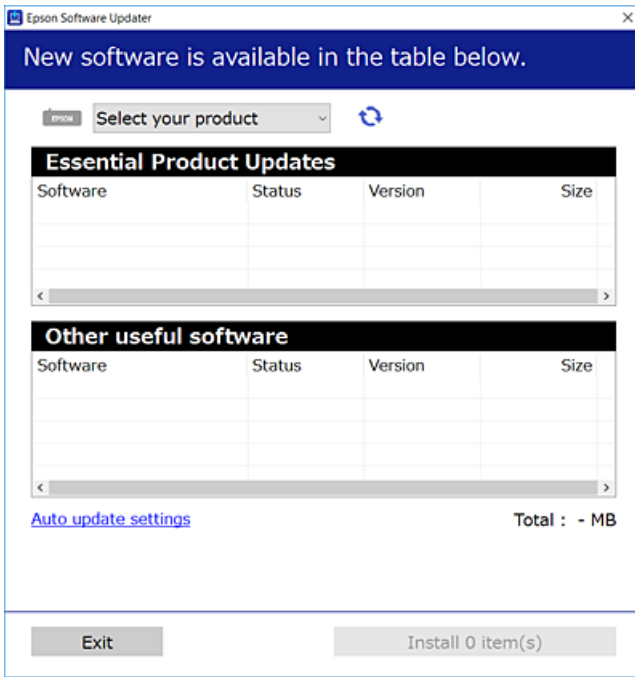 Epson Software Updater
New software is available in the table below.
EPSON Select your product
Essential Product Updates
Software Status Version Size
Other useful software
Software Status Version Size
Auto update settings Total : - MB
Exit Install 0 item(s)